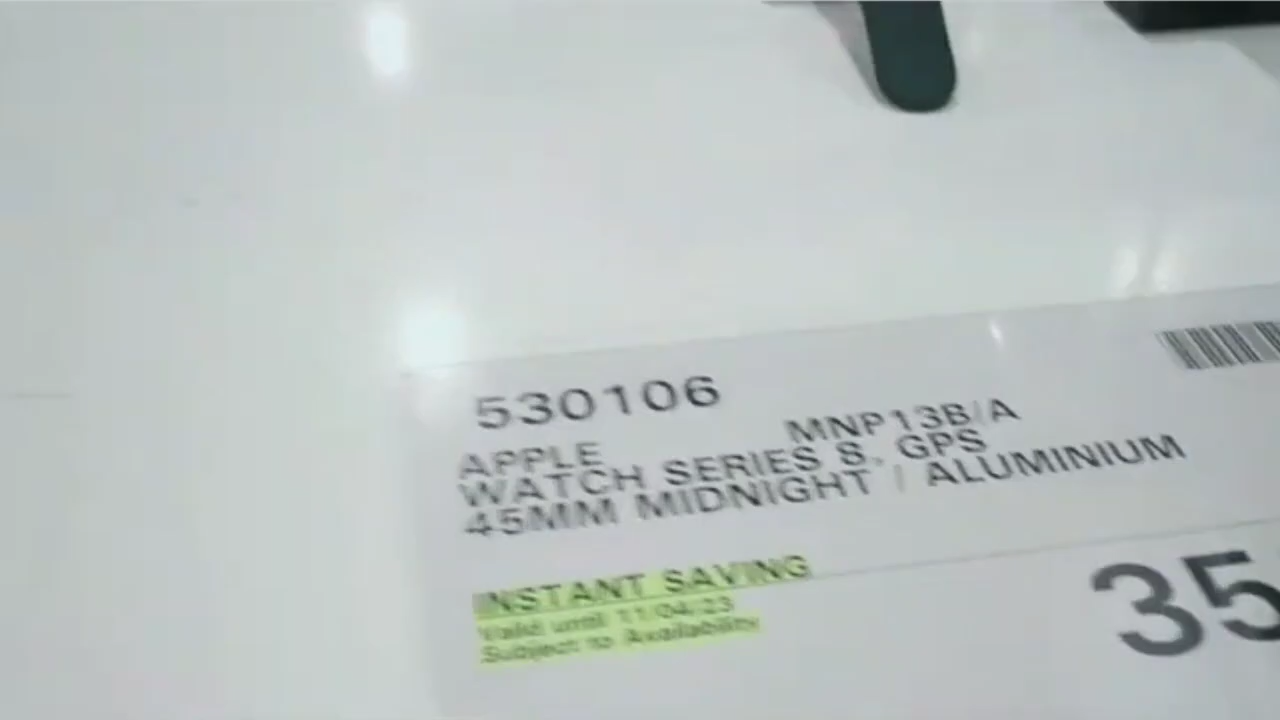 530106
APPLE MNP13B/A
WATCH SERIES 8, GPS
45MM MIDNIGHT / ALUMINIUM
INSTANT SAVING
Valid until 11/04/23
Subject to Availability
35